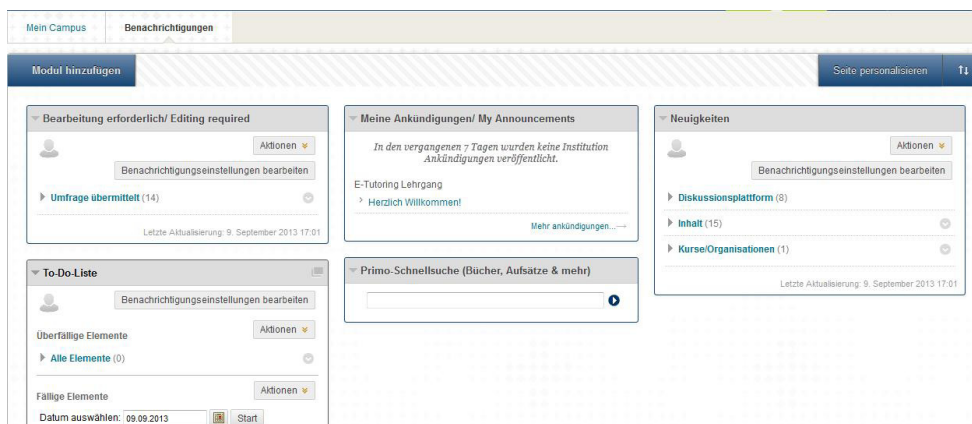 Mein Campus
Benachrichtigungen
Modul hinzufügen
Seite personalisieren
Bearbeitung erforderlich/ Editing required
Aktionen
Benachrichtigungseinstellungen bearbeiten
Umfrage übermittelt (14)
Letzte Aktualisierung: 9. September 2013 17:01
To-Do-Liste
Benachrichtigungseinstellungen bearbeiten
Aktionen
Überfällige Elemente
Alle Elemente (0)
Aktionen
Fällige Elemente
Datum auswählen: 09.09.2013 Start
Meine Ankündigungen/ My Announcements
In den vergangenen 7 Tagen wurden keine Institution
Ankündigungen veröffentlicht.
E-Tutoring Lehrgang
Herzlich Willkommen!
Mehr ankündigungen...
Primo-Schnellsuche (Bücher, Aufsätze & mehr)
Neuigkeiten
Aktionen
Benachrichtigungseinstellungen bearbeiten
Diskussionsplattform (8)
Inhalt (15)
Kurse/Organisationen (1)
Letzte Aktualisierung: 9. September 2013 17:01